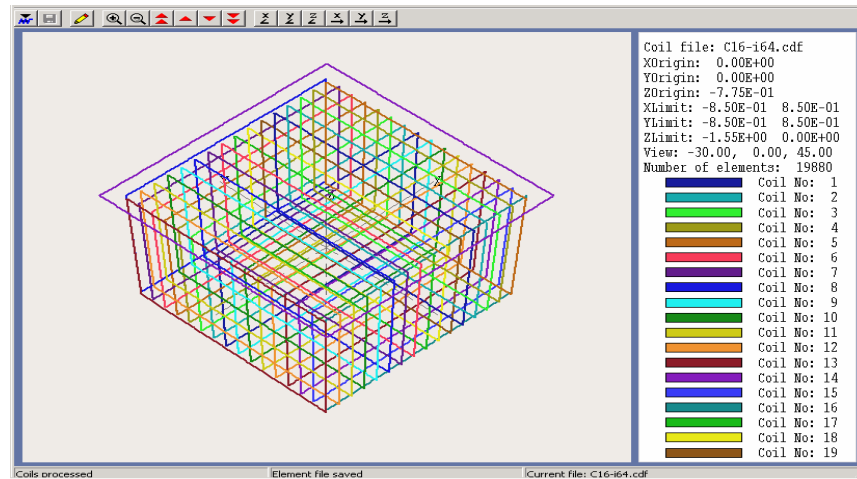 Z Y Z X Y Z
Coil file: C16-i64.cdf
XOrigin: 0.00E+00
YOrigin: 0.00E+00
ZOrigin: -7.75E-01
XLimit: -8.50E-01 8.50E-01
YLimit: -8.50E-01 8.50E-01
ZLimit: -1.55E+00 0.00E+00
View: -30.00, 0.00, 45.00
Number of elements: 19880
Coil No: 1
Coil No: 2
Coil No: 3
Coil No: 4
Coil No: 5
Coil No: 6
Coil No: 7
Coil No: 8
Coil No: 9
Coil No: 10
Coil No: 11
Coil No: 12
Coil No: 13
Coil No: 14
Coil No: 15
Coil No: 16
Coil No: 17
Coil No: 18
Coil No: 19
Coils processed
Element file saved
Current file: C16-i64.cdf